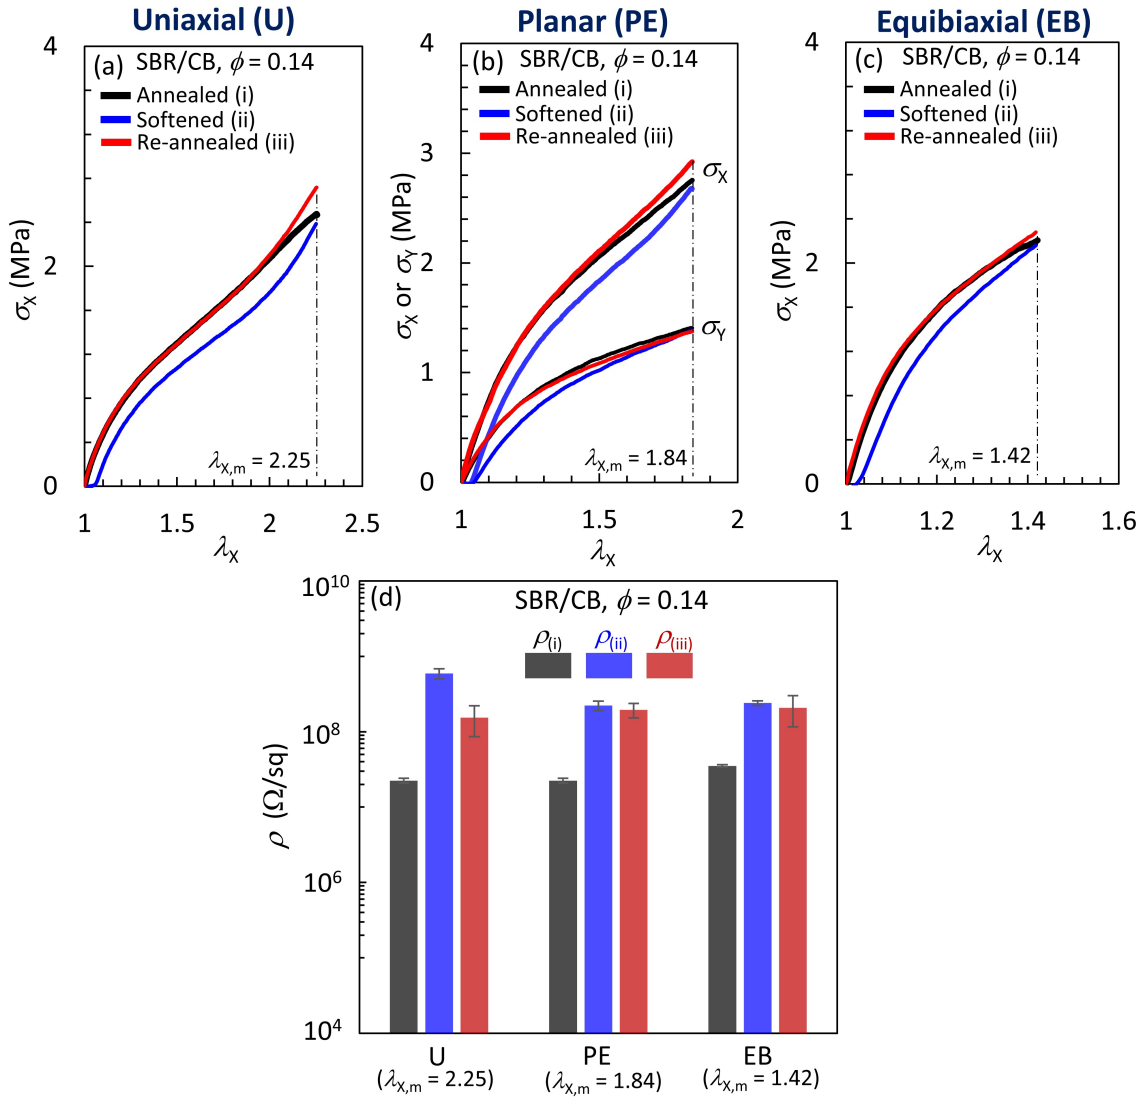 Uniaxial (U)
Planar (PE)
Equibiaxial (EB)
(a)
SBR/CB, ϕ = 0.14
Annealed (i)
Softened (ii)
Re-annealed (iii)
4
2
0
σX (MPa)
λX,m = 2.25
1
1.5
2
2.5
λX
(b)
SBR/CB, ϕ = 0.14
Annealed (i)
Softened (ii)
Re-annealed (iii)
4
3
2
1
0
σX or σY (MPa)
σX
σY
λX,m = 1.84
1
1.5
2
λX
(c)
SBR/CB, ϕ = 0.14
Annealed (i)
Softened (ii)
Re-annealed (iii)
4
2
0
σX (MPa)
λX,m = 1.42
1
1.2
1.4
1.6
λX
(d)
SBR/CB, ϕ = 0.14
ρ(i)
ρ(ii)
ρ(iii)
10^10
10^8
10^6
10^4
ρ (Ω/sq)
U
PE
EB
(λX,m = 2.25)
(λX,m = 1.84)
(λX,m = 1.42)